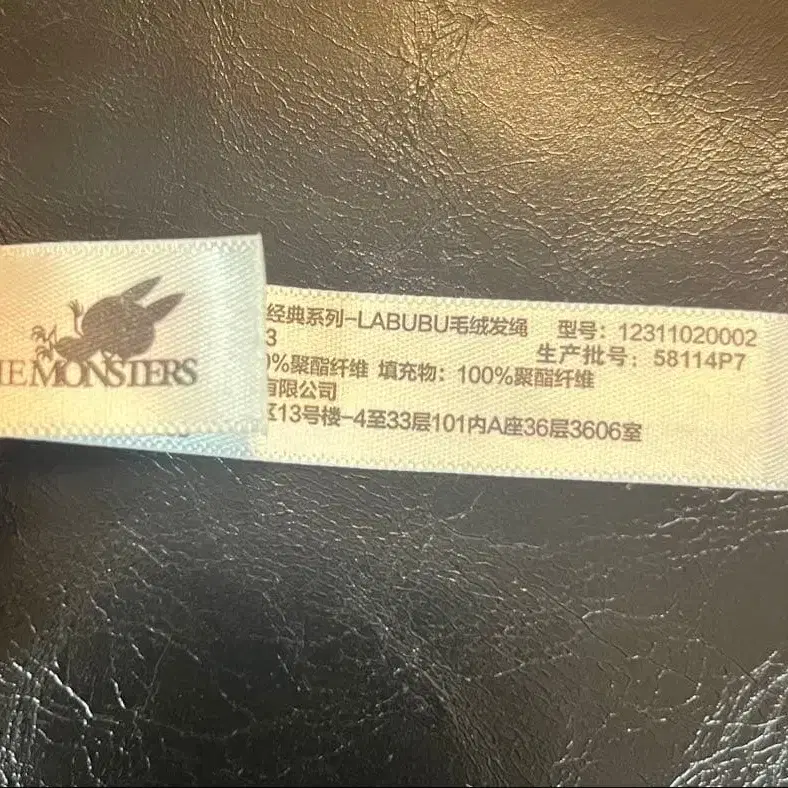 HE MONSTERS
经典系列-LABUBU毛绒发绳 型号：12311020002
3 生产批号：58114P7
0%聚酯纤维 填充物：100%聚酯纤维
有限公司
区13号楼-4至33层101内A座36层3606室